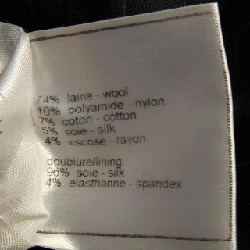 74% laine - wool
10% polyamide - nylon
7% coton - cotton
5% soie - silk
4% viscose - rayon
doublure/lining
96% soie - silk
4% elasthanne - spandex